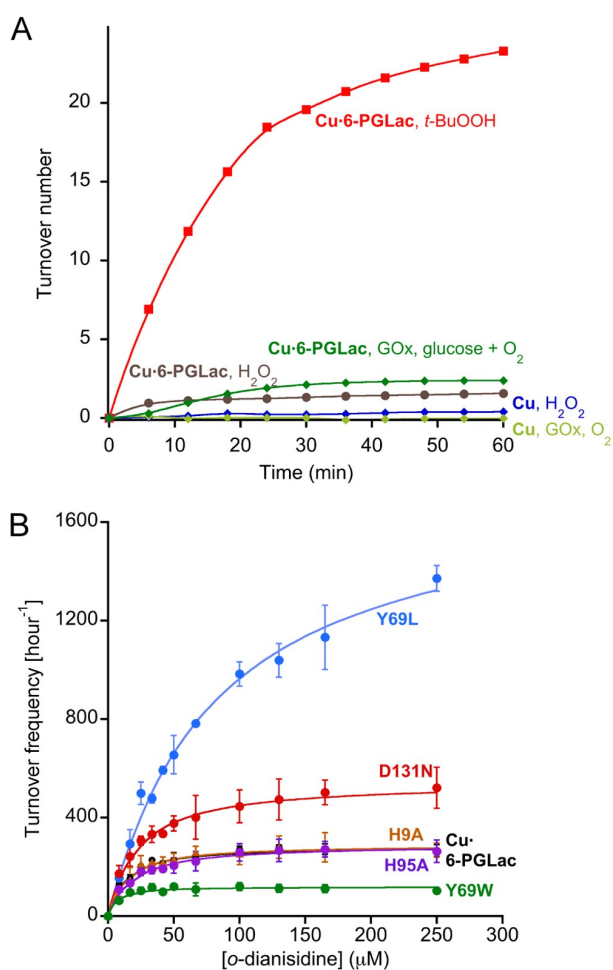 A
Turnover number
20
15
10
5
0
Cu·6-PGLac, t-BuOOH
Cu·6-PGLac, GOx, glucose + O₂
Cu·6-PGLac, H₂O₂
Cu, H₂O₂
Cu, GOx, O₂
0 10 20 30 40 50 60
Time (min)
B
Turnover frequency [hour⁻¹]
1600
1200
800
400
0
Y69L
D131N
H9A
Cu·
6-PGLac
H95A
Y69W
0 50 100 150 200 250 300
[o-dianisidine] (μM)